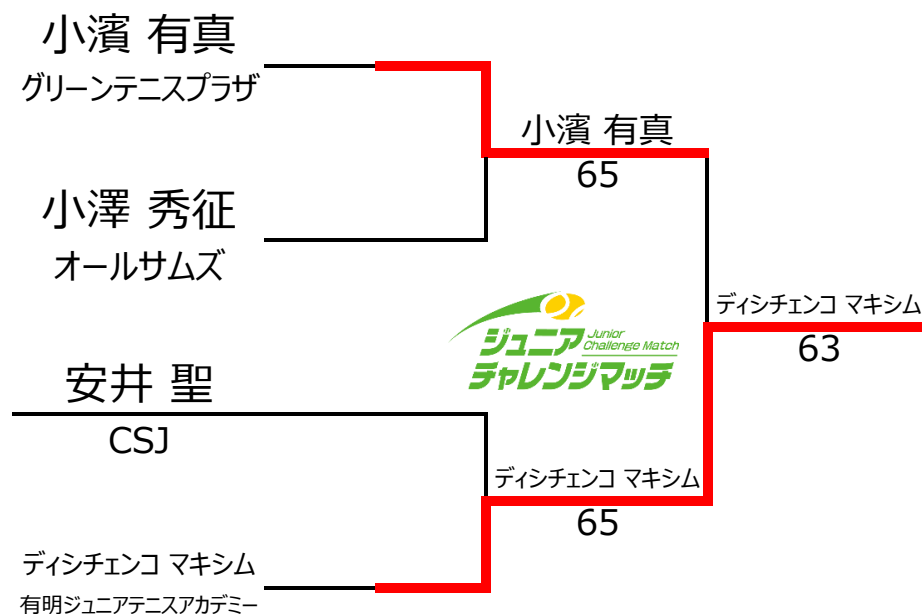 小濱 有真
グリーンテニスプラザ
小濱 有真
65
小澤 秀征
オールサムズ
ディシチェンコ マキシム
63
ジュニア
Junior
Challenge Match
チャレンジマッチ
安井 聖
CSJ
ディシチェンコ マキシム
65
ディシチェンコ マキシム
有明ジュニアテニスアカデミー